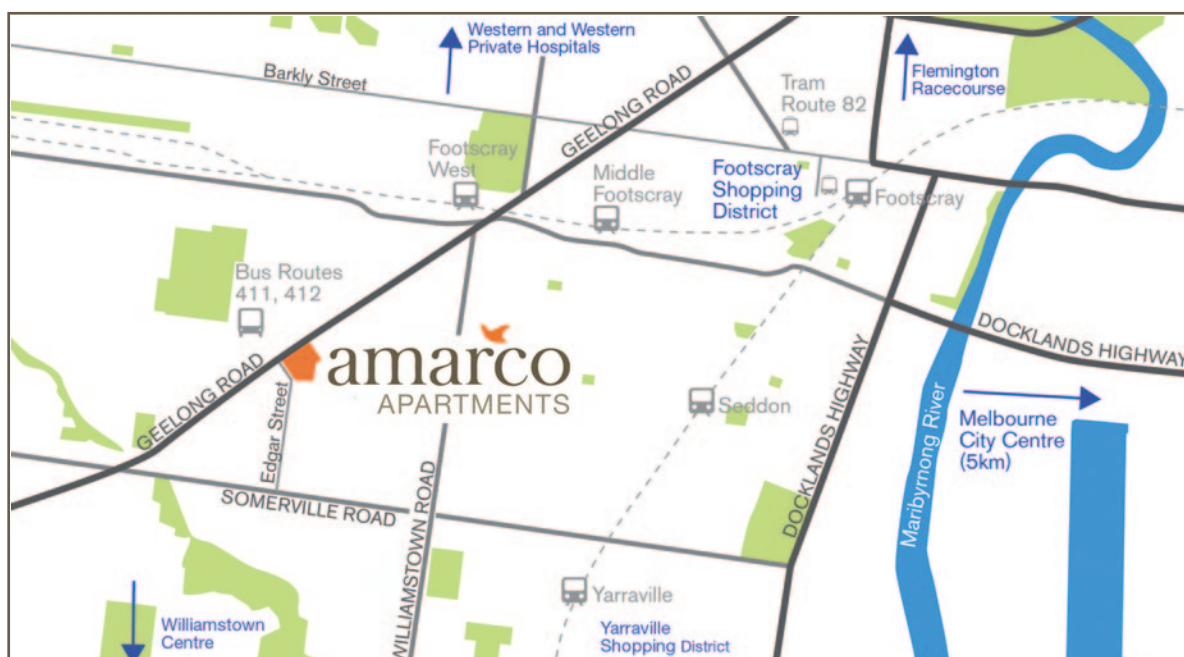 Western and Western
Private Hospitals
Barkly Street
GEELONG ROAD
Tram
Route 82
Flemington
Racecourse
Footscray
West
Middle
Footscray
Footscray
Shopping
District
Footscray
Bus Routes
411, 412
amarco
APARTMENTS
GEELONG ROAD
Edgar Street
DOCKLANDS HIGHWAY
DOCKLANDS HIGHWAY
Seddon
Maribyrnong River
Melbourne
City Centre
(5km)
SOMERVILLE ROAD
WILLIAMSTOWN ROAD
Yarraville
Williamstown
Centre
Yarraville
Shopping District